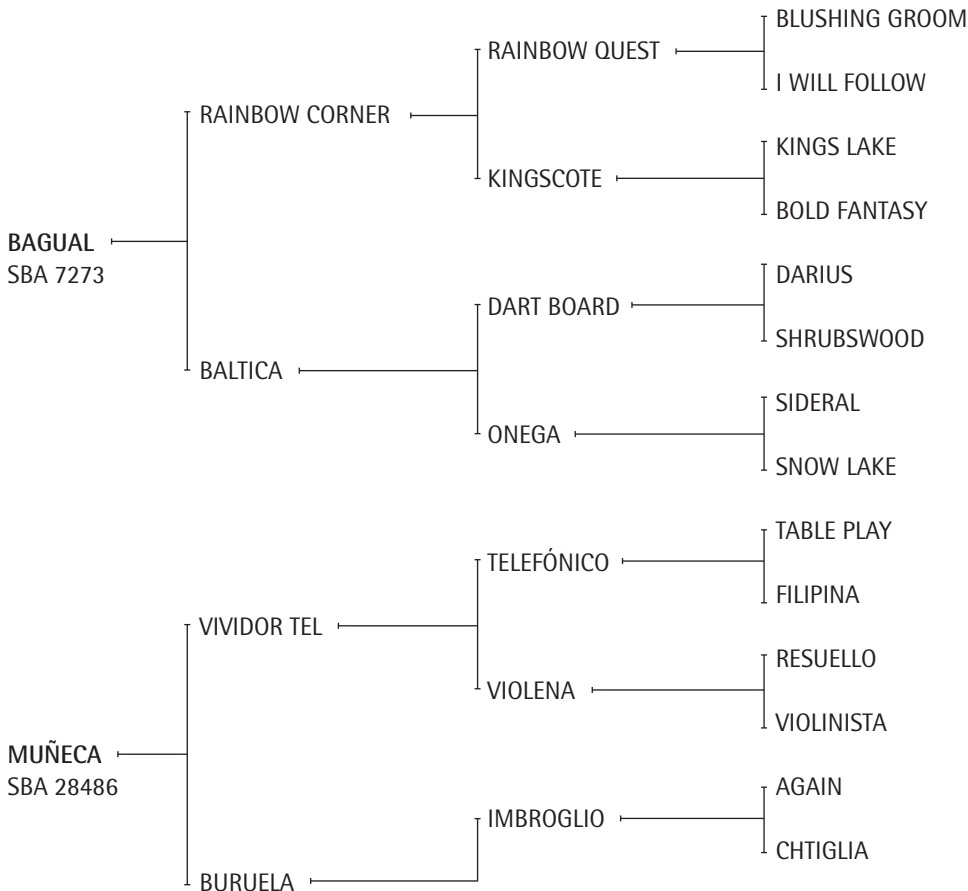 BLUSHING GROOM
RAINBOW QUEST
I WILL FOLLOW
RAINBOW CORNER
KINGS LAKE
KINGSCOTE
BOLD FANTASY
BAGUAL
SBA 7273
DARIUS
DART BOARD
SHRUBSWOOD
BALTICA
SIDERAL
ONEGA
SNOW LAKE
TABLE PLAY
TELEFÓNICO
FILIPINA
VIVIDOR TEL
RESUELLO
VIOLENA
VIOLINISTA
MUÑECA
SBA 28486
AGAIN
IMBROGLIO
CHTIGLIA
BURUELA